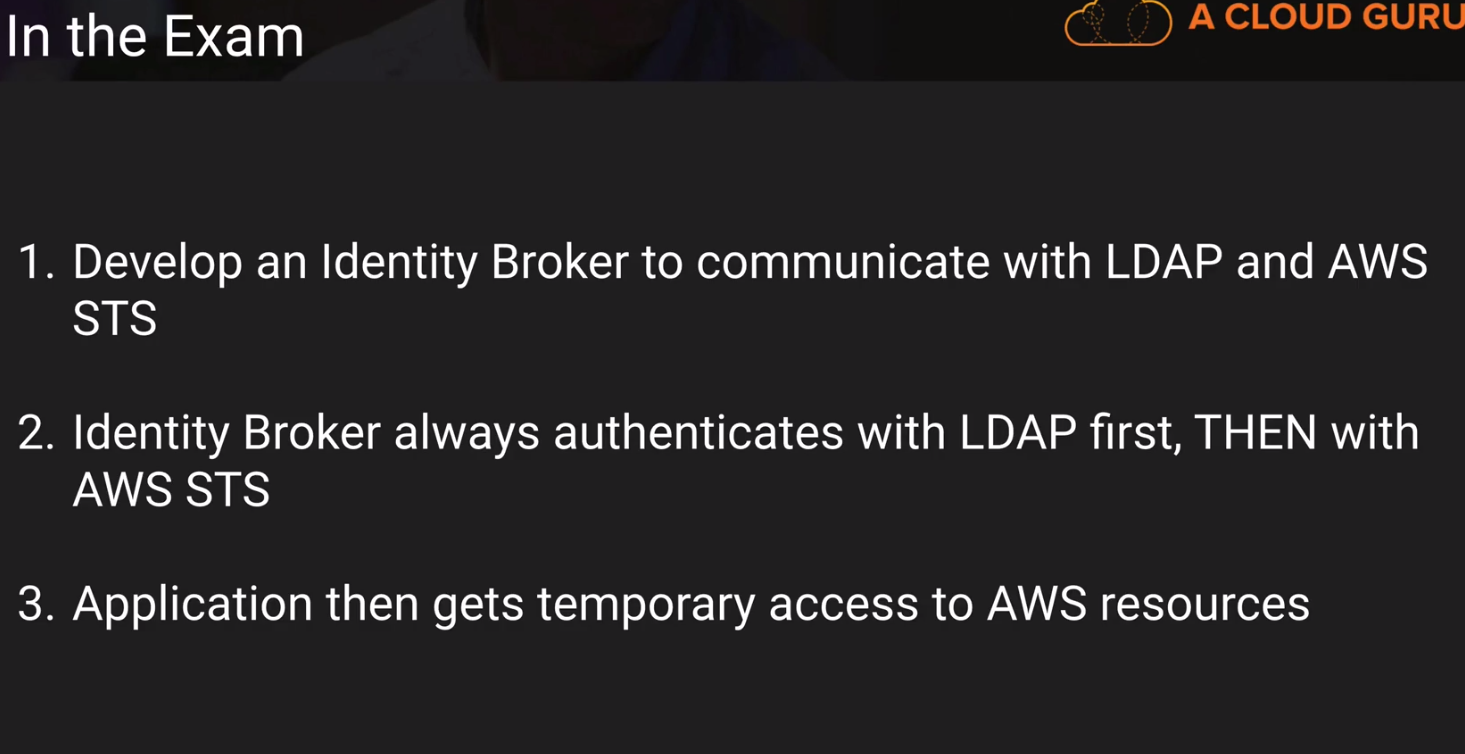 In the Exam
A CLOUD GURU
1. Develop an Identity Broker to communicate with LDAP and AWS
STS
2. Identity Broker always authenticates with LDAP first, THEN with
AWS STS
3. Application then gets temporary access to AWS resources